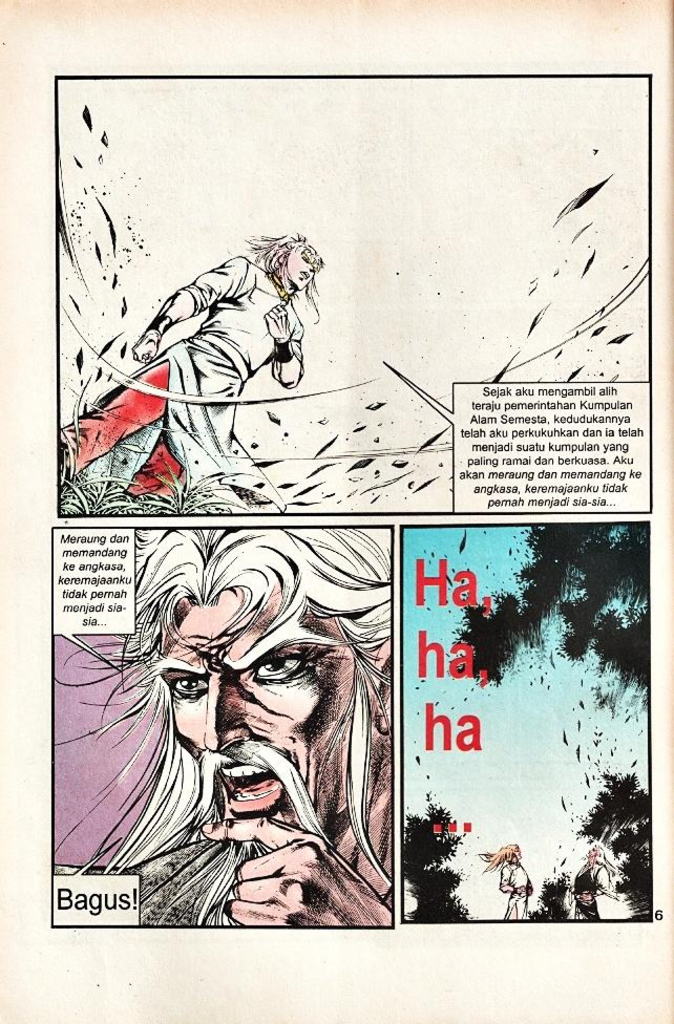 Sejak aku mengambil alih
teraju pemerintahan Kumpulan
Alam Semesta, kedudukannya
telah aku perkukuhkan dan ia telah
menjadi suatu kumpulan yang
paling ramai dan berkuasa. Aku
akan meraung dan memandang ke
angkasa, keremajaanku tidak
pernah menjadi sia-sia...
Meraung dan
memandang
ke angkasa,
keremajaanku
tidak pernah
menjadi sia-
sia...
Bagus!
Ha,
ha,
ha
...
6